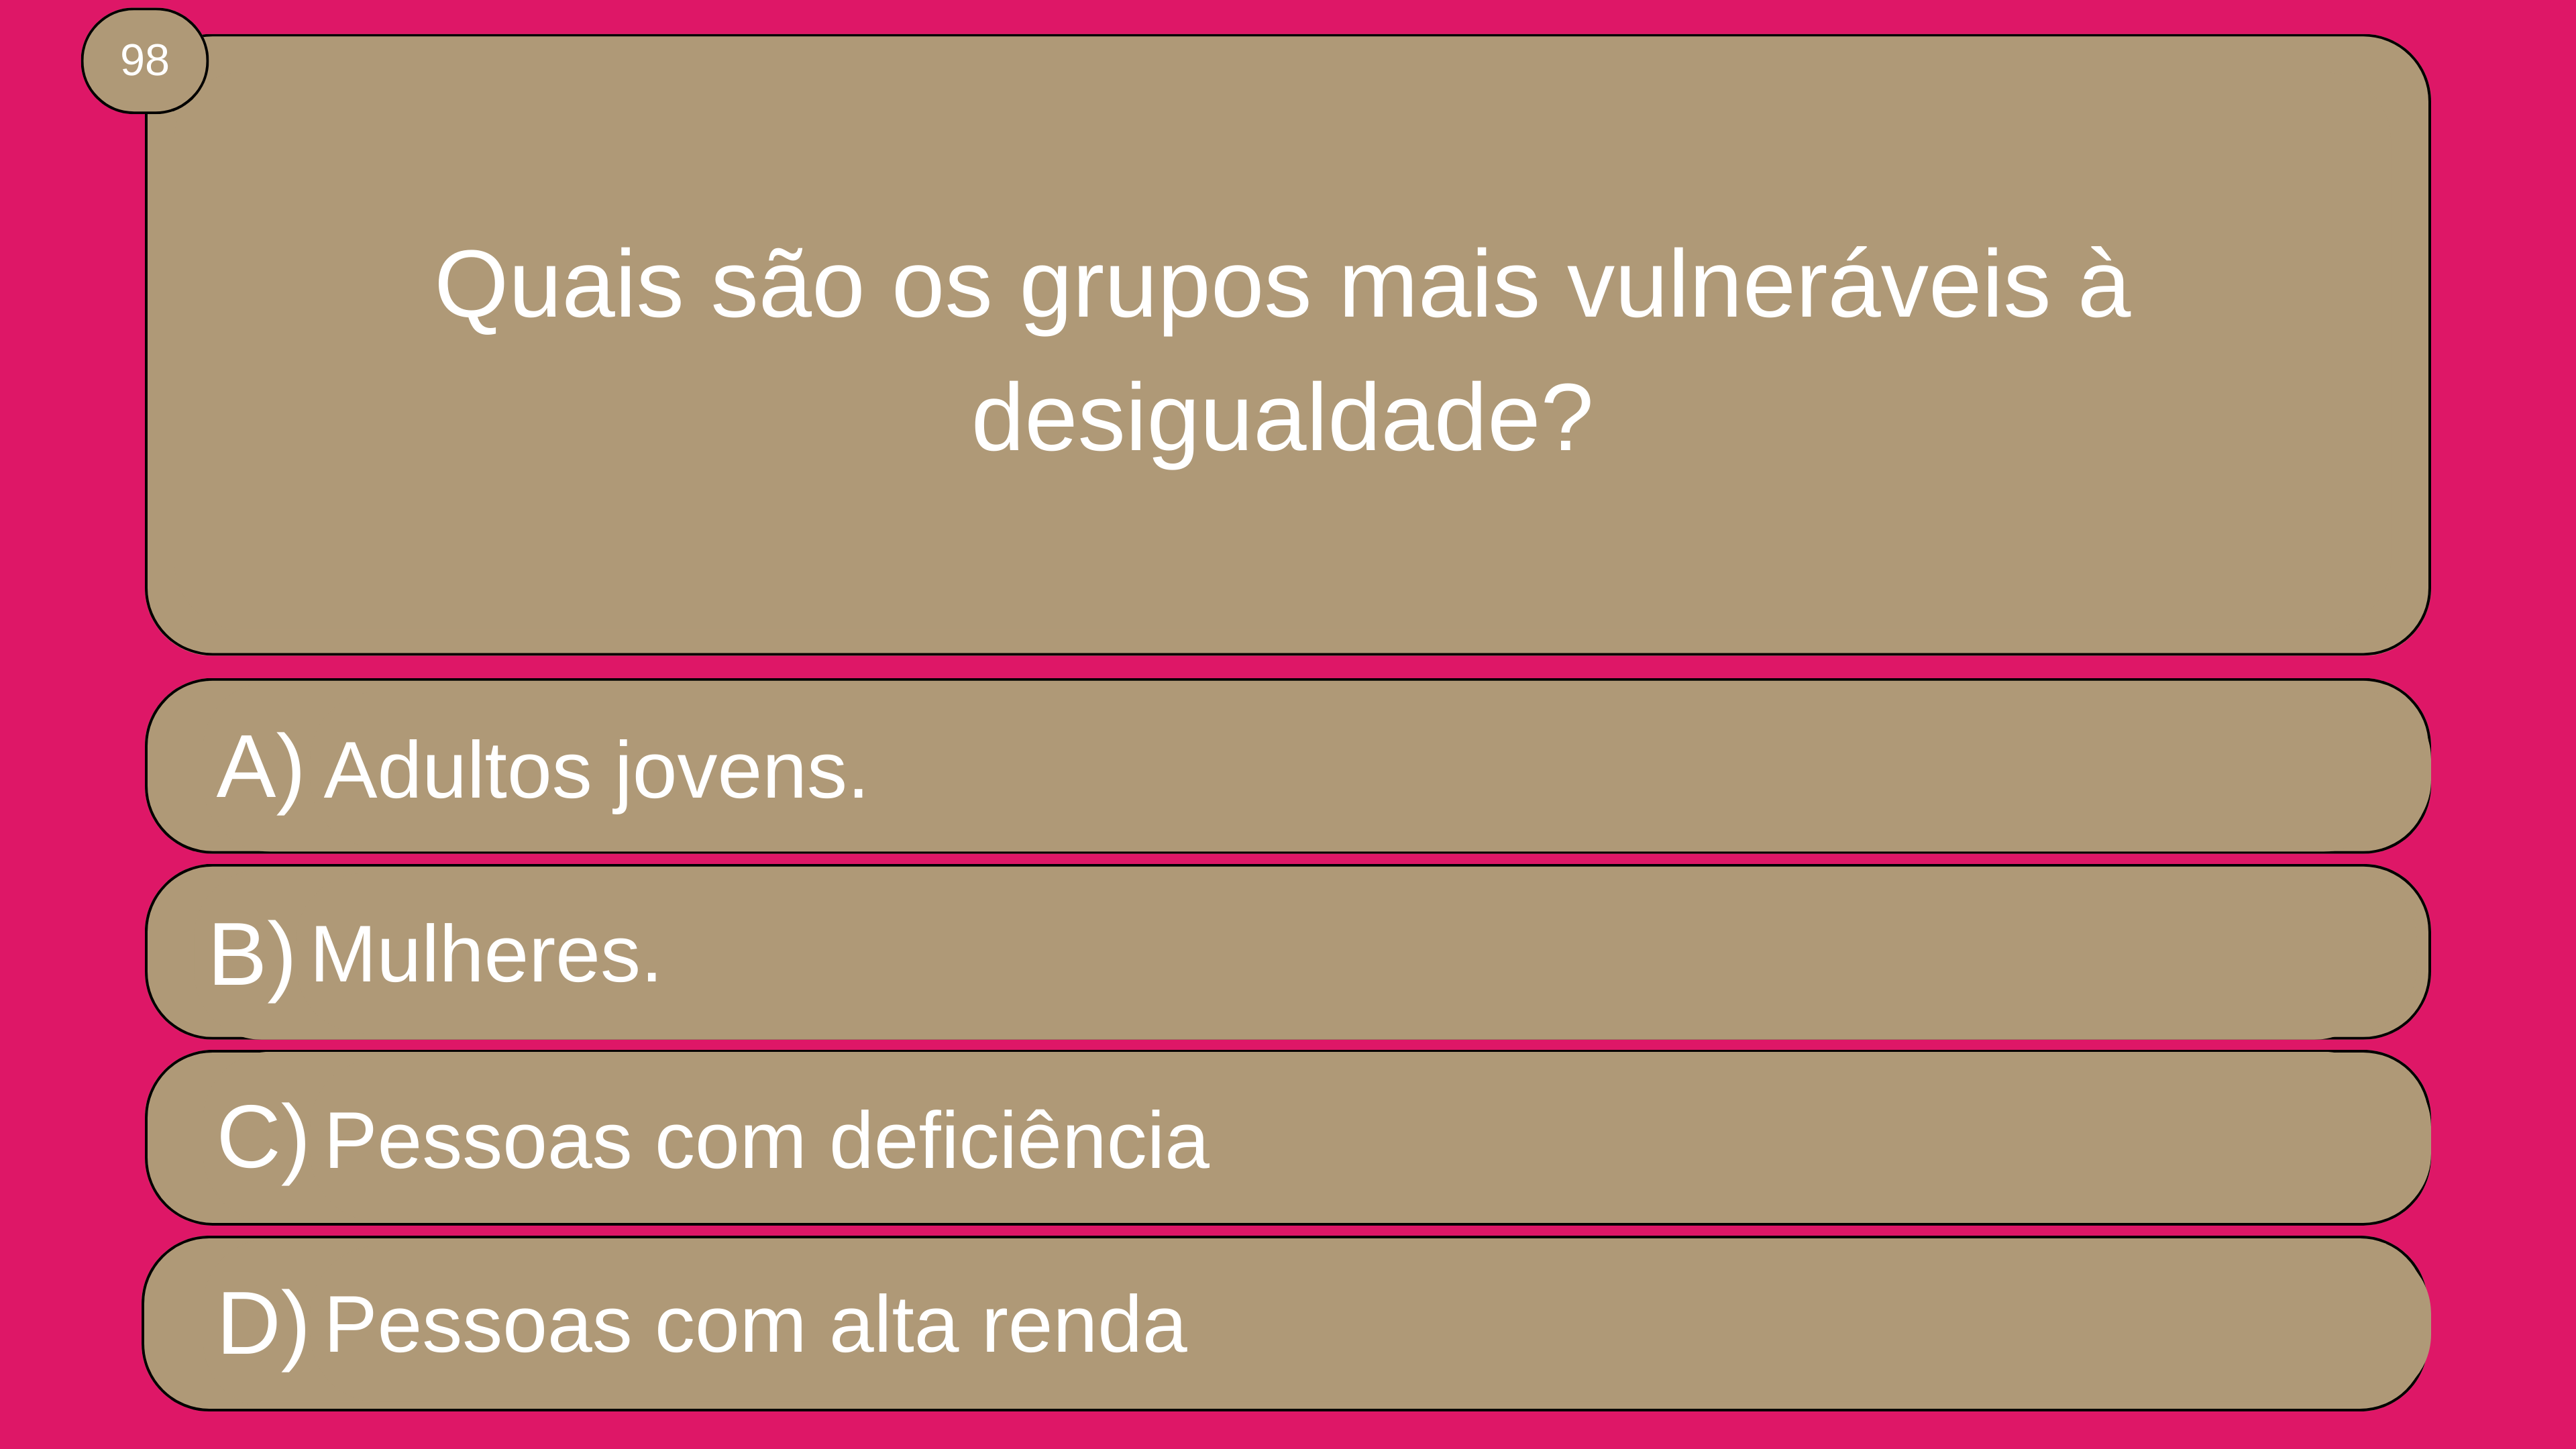 98
Quais são os grupos mais vulneráveis à
desigualdade?
A) Adultos jovens.
B) Mulheres.
C) Pessoas com deficiência
D) Pessoas com alta renda